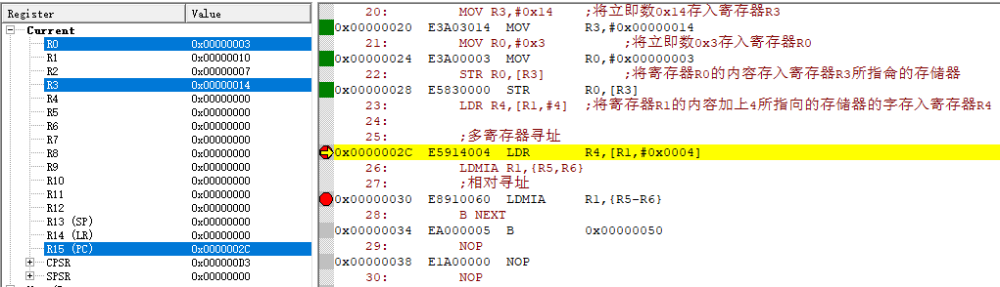 Register Value
Current
R0 0x00000003
R1 0x00000010
R2 0x00000007
R3 0x00000014
R4 0x00000000
R5 0x00000000
R6 0x00000000
R7 0x00000000
R8 0x00000000
R9 0x00000000
R10 0x00000000
R11 0x00000000
R12 0x00000000
R13 (SP) 0x00000000
R14 (LR) 0x00000000
R15 (PC) 0x0000002C
CPSR 0x000000D3
SPSR 0x00000000
20: MOV R3,#0x14 ;将立即数0x14存入寄存器R3
0x00000020 E3A03014 MOV R3,#0x00000014
21: MOV R0,#0x3 ;将立即数0x3存入寄存器R0
0x00000024 E3A00003 MOV R0,#0x00000003
22: STR R0,[R3] ;将寄存器R0的内容存入寄存器R3所指向的存储器
0x00000028 E5830000 STR R0,[R3]
23: LDR R4,[R1,#4] ;将寄存器R1的内容加上4所指向的存储器的字存入寄存器R4
24:
25: ;多寄存器寻址
0x0000002C E5914004 LDR R4,[R1,#0x0004]
26: LDMIA R1,{R5,R6}
27: ;相对寻址
0x00000030 E8910060 LDMIA R1,{R5-R6}
28: B NEXT
0x00000034 EA000005 B 0x00000050
29: NOP
0x00000038 E1A00000 NOP
30: NOP